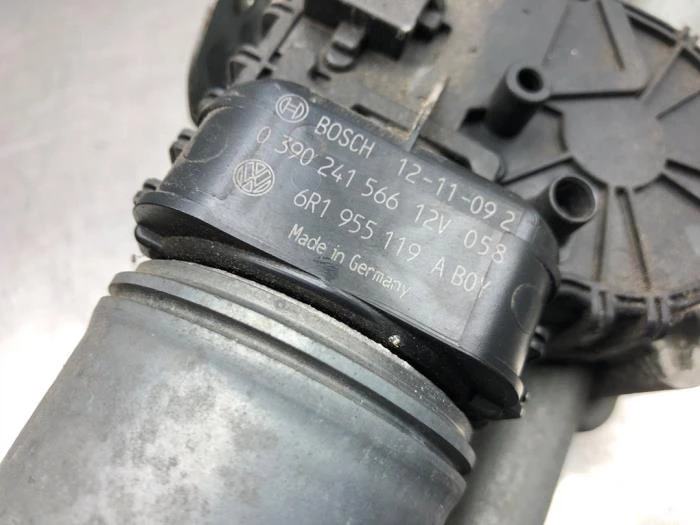 BOSCH 12-11-09 2
0 390 241 566 12V 058
6R1 955 119 A BOY
Made in Germany